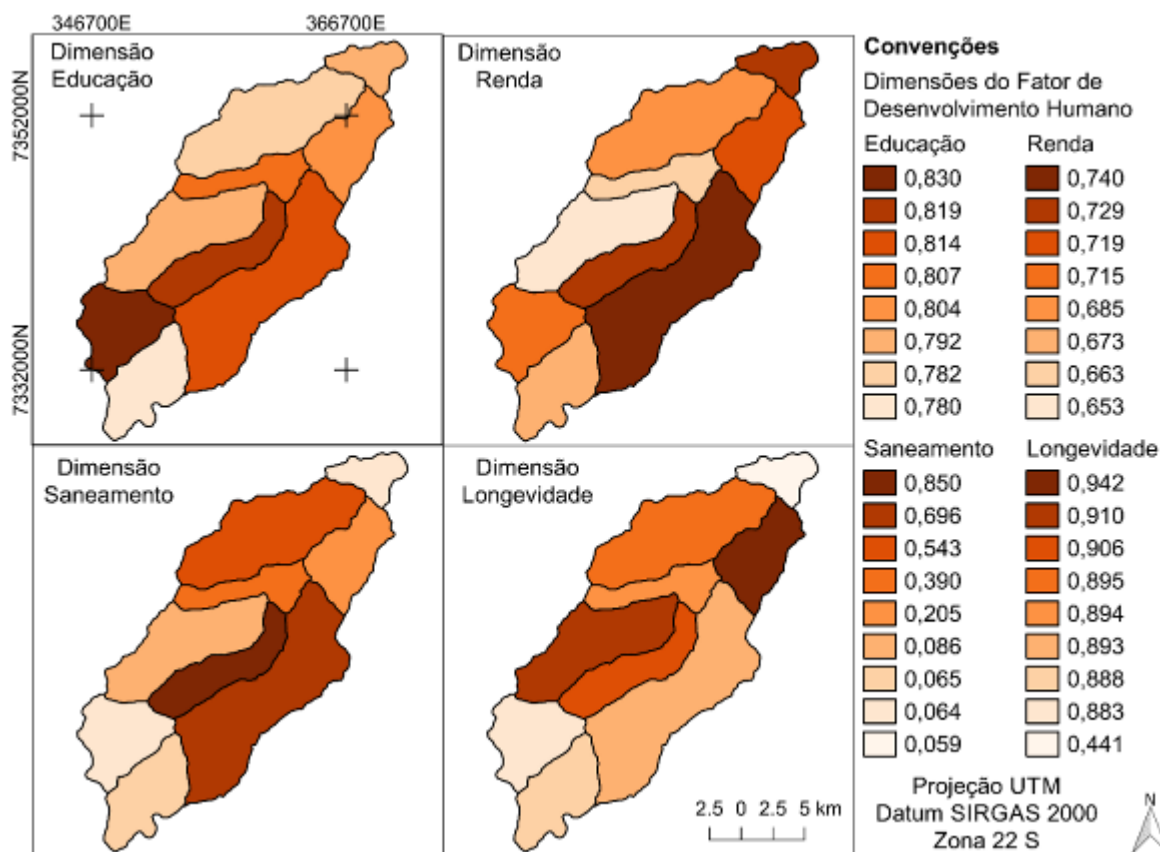 346700E 366700E
7352000N
7332000N
Dimensão
Educação
Dimensão
Renda
Dimensão
Saneamento
Dimensão
Longevidade
2.5 0 2.5 5 km
Convenções
Dimensões do Fator de
Desenvolvimento Humano
Educação Renda
0,830 0,740
0,819 0,729
0,814 0,719
0,807 0,715
0,804 0,685
0,792 0,673
0,782 0,663
0,780 0,653
Saneamento Longevidade
0,850 0,942
0,696 0,910
0,543 0,906
0,390 0,895
0,205 0,894
0,086 0,893
0,065 0,888
0,064 0,883
0,059 0,441
Projeção UTM
Datum SIRGAS 2000
Zona 22 S
N